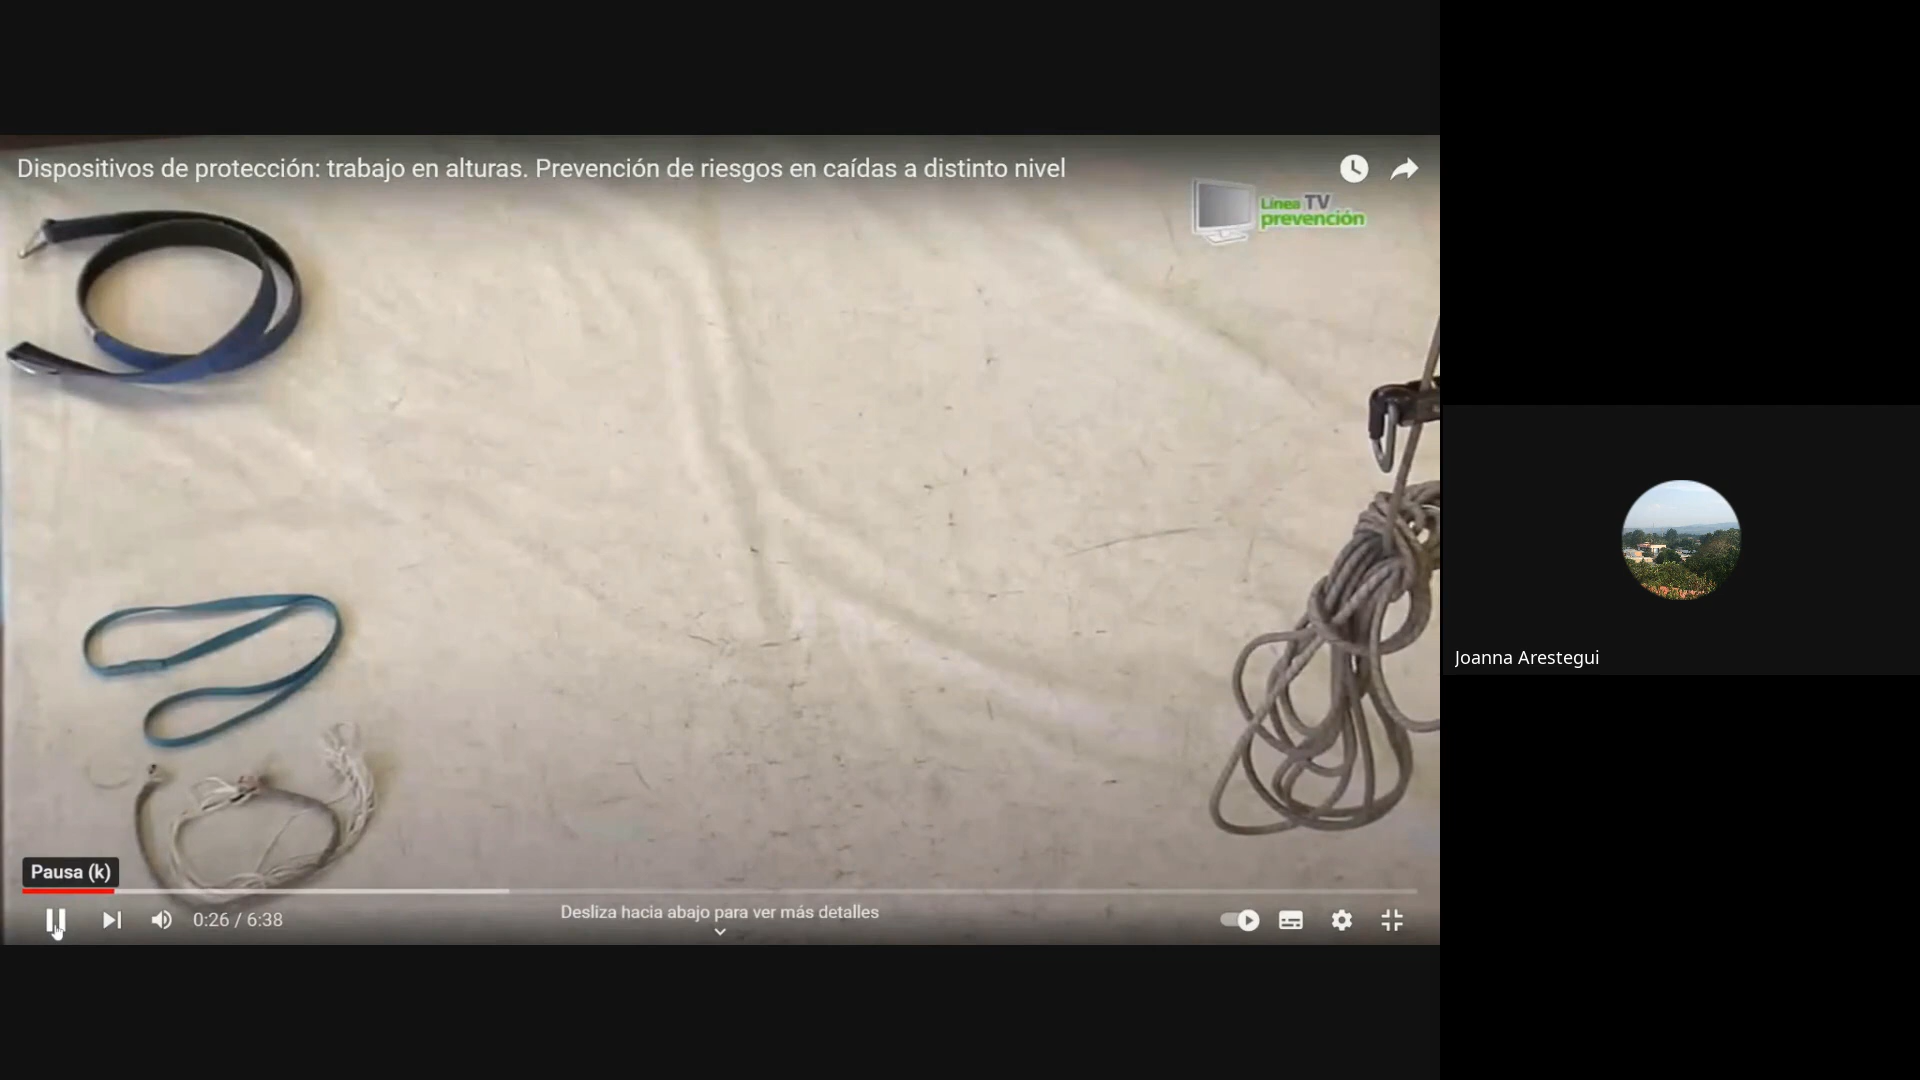 Dispositivos de protección: trabajo en alturas. Prevención de riesgos en caídas a distinto nivel
Línea TV
prevención
Joanna Arestegui
Pausa (k)
0:26 / 6:38
Desliza hacia abajo para ver más detalles